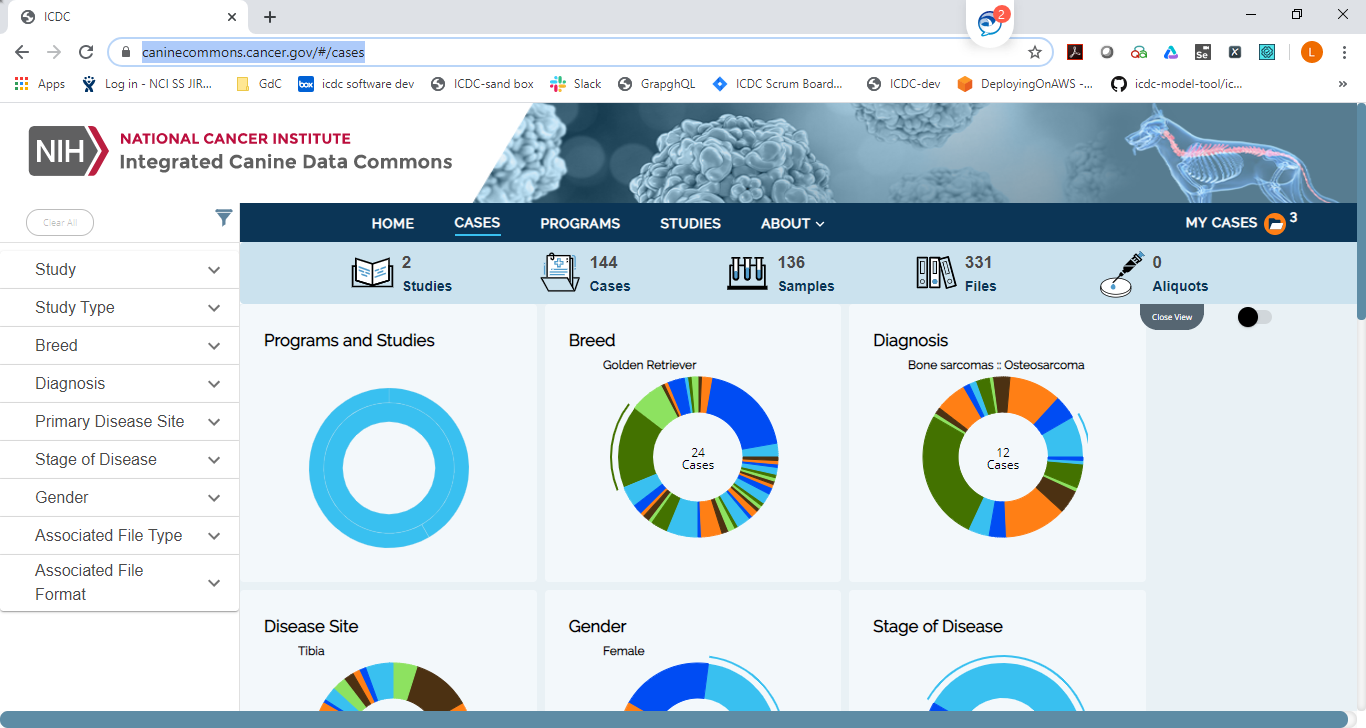 ICDC
2
caninecommons.cancer.gov/#/cases
Se
X
L
Apps
Log in - NCI SS JIR...
GdC
box
icdc software dev
ICDC-sand box
Slack
GrapghQL
ICDC Scrum Board...
ICDC-dev
DeployingOnAWS -...
icdc-model-tool/ic...
»
NIH
NATIONAL CANCER INSTITUTE
Integrated Canine Data Commons
Clear All
HOME
CASES
PROGRAMS
STUDIES
ABOUT
MY CASES
3
2
Studies
144
Cases
136
Samples
331
Files
0
Aliquots
Close View
Study
Study Type
Breed
Diagnosis
Primary Disease Site
Stage of Disease
Gender
Associated File Type
Associated File
Format
Programs and Studies
Breed
Golden Retriever
24
Cases
Diagnosis
Bone sarcomas :: Osteosarcoma
12
Cases
Disease Site
Tibia
Gender
Female
Stage of Disease